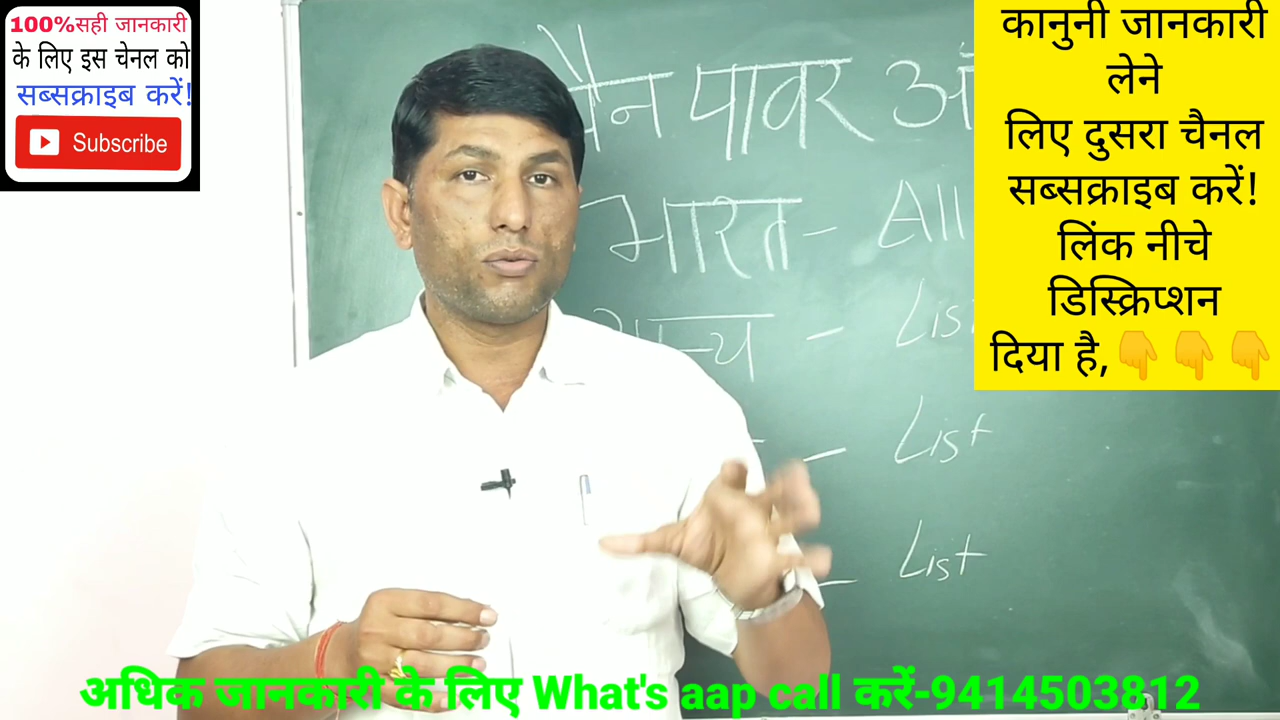 100%सही जानकारी
के लिए इस चेनल को
सब्सक्राइब करें!
Subscribe
कानुनी जानकारी
लेने
लिए दुसरा चैनल
सब्सक्राइब करें!
लिंक नीचे
डिस्क्रिप्शन
दिया है,👇👇👇
मैन पावर
भारत - All
- List
- List
- List
अधिक जानकारी के लिए What's aap call करें-9414503812